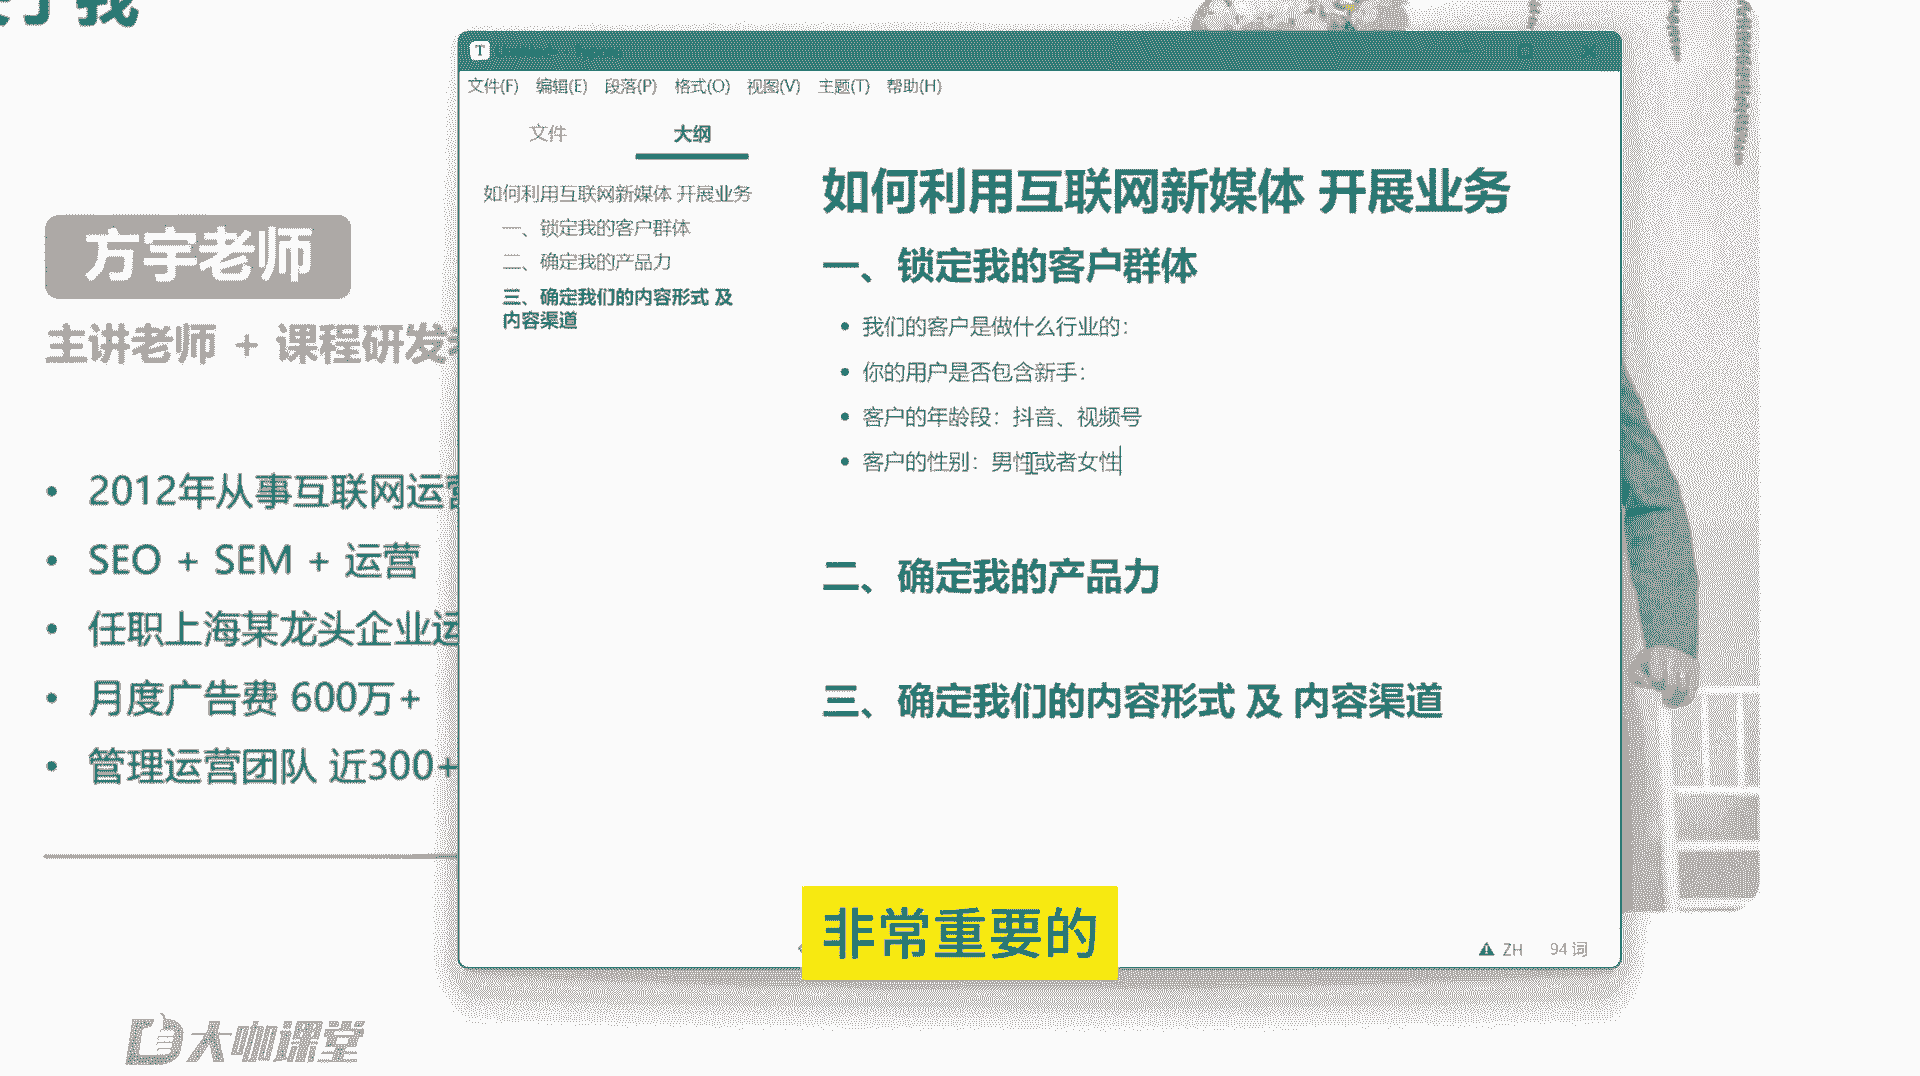 方宇老师
主讲老师 + 课程研发
2012年从事互联网运营
SEO + SEM + 运营
任职上海某龙头企业运
月度广告费 600万+
管理运营团队 近300+
大咖课堂
T
文件(F) 编辑(E) 段落(P) 格式(O) 视图(V) 主题(T) 帮助(H)
文件 大纲
如何利用互联网新媒体 开展业务
一、锁定我的客户群体
二、确定我的产品力
三、确定我们的内容形式 及
内容渠道
如何利用互联网新媒体 开展业务
一、锁定我的客户群体
我们的客户是做什么行业的：
你的用户是否包含新手：
客户的年龄段：抖音、视频号
客户的性别：男性或者女性
二、确定我的产品力
三、确定我们的内容形式 及 内容渠道
非常重要的
ZH 94 词